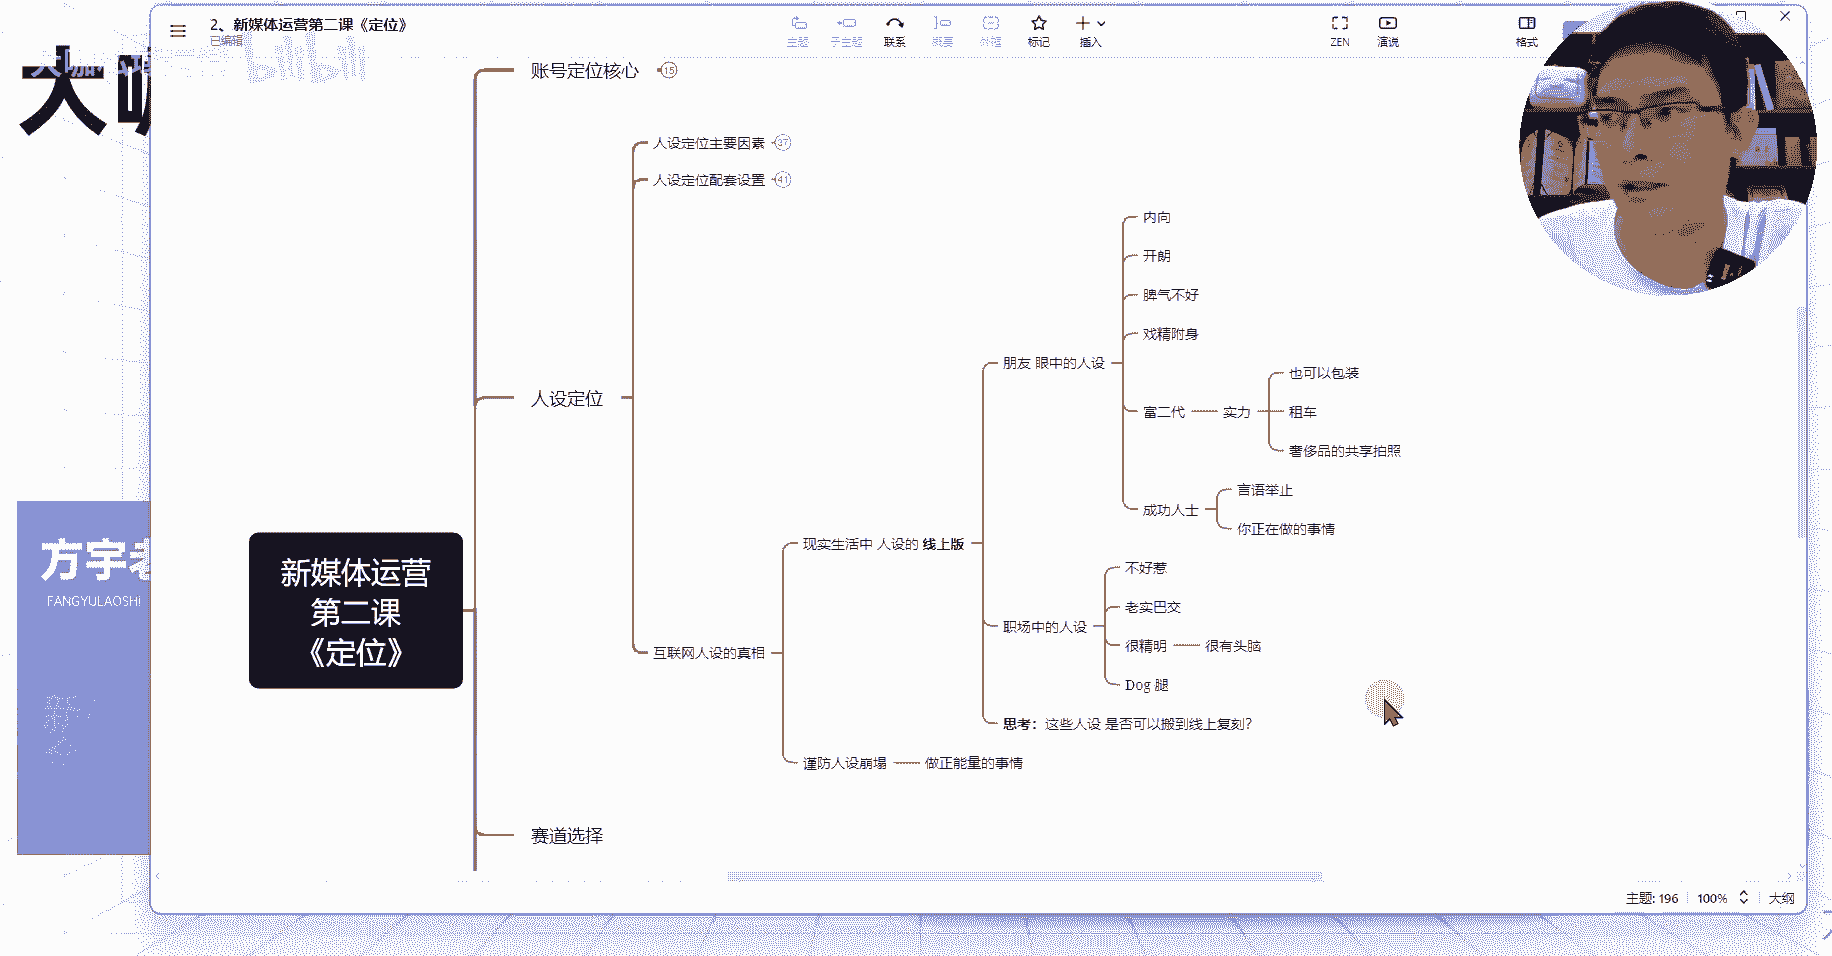 2、新媒体运营第二课《定位》
已编辑
主题
子主题
联系
概要
外框
标记
插入
ZEN
演说
格式
bilibili
账号定位核心 15
人设定位主要因素 37
人设定位配套设置 41
内向
开朗
脾气不好
戏精附身
朋友 眼中的人设
也可以包装
富二代
实力
租车
奢侈品的共享拍照
人设定位
言语举止
成功人士
你正在做的事情
现实生活中 人设的 线上版
不好惹
老实巴交
职场中的人设
很精明
很有头脑
Dog 腿
互联网人设的真相
思考：这些人设 是否可以搬到线上复刻?
谨防人设崩塌
做正能量的事情
新媒体运营
第二课
《定位》
赛道选择
方宇老
FANGYULAOSHI
主题: 196
100%
大纲